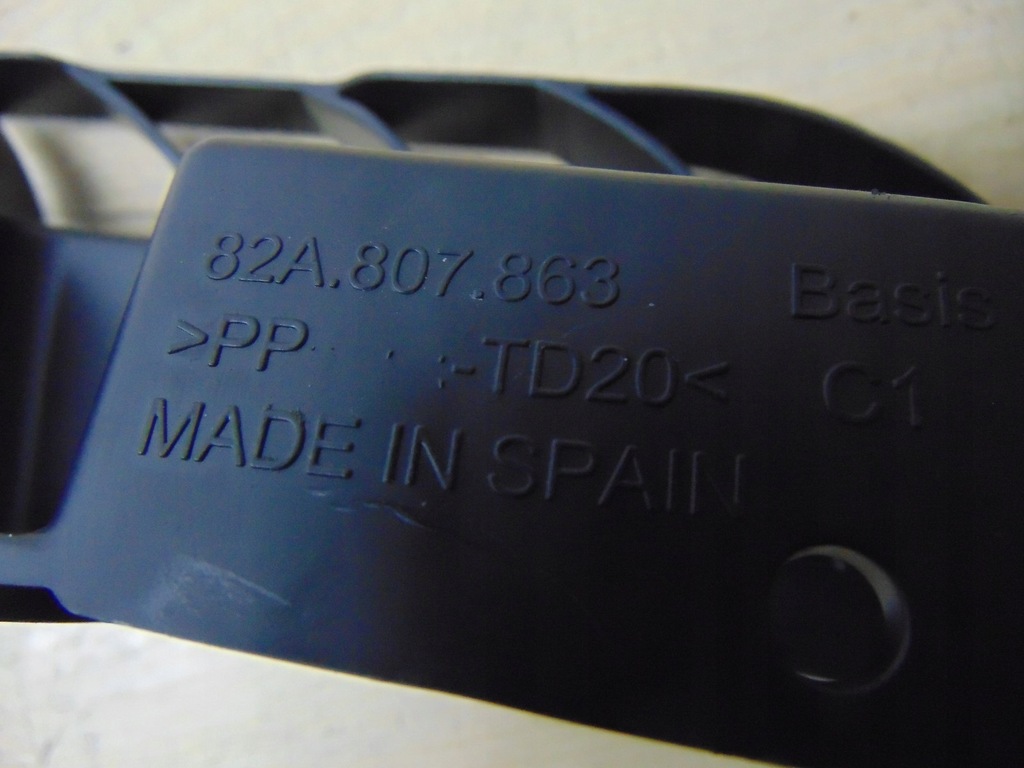 82A.807.863 Basis
>PP -TD20< C1
MADE IN SPAIN